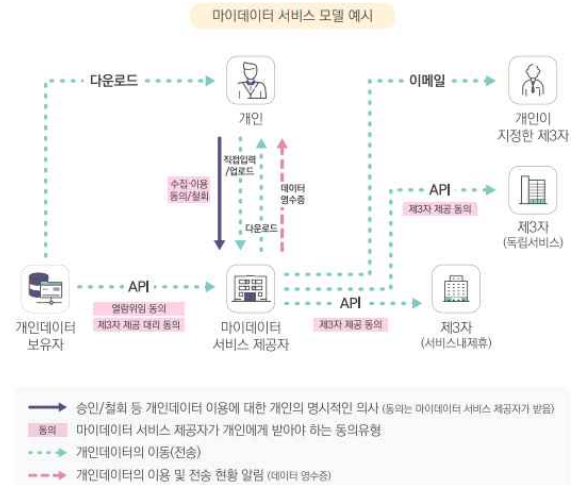 마이데이터 서비스 모델 예시
다운로드
이메일
개인
개인이
지정한 제3자
수집·이용
동의/철회
직접입력
/업로드
다운로드
데이터
영수증
API
제3자 제공 동의
제3자
(독립서비스)
API
열람위임 동의
제3자 제공 대리 동의
개인데이터
보유자
마이데이터
서비스 제공자
API
제3자 제공 동의
제3자
(서비스내제휴)
승인/철회 등 개인데이터 이용에 대한 개인의 명시적인 의사 (동의는 마이데이터 서비스 제공자가 받음)
동의 마이데이터 서비스 제공자가 개인에게 받아야 하는 동의유형
개인데이터의 이동(전송)
개인데이터의 이용 및 전송 현황 알림 (데이터 영수증)